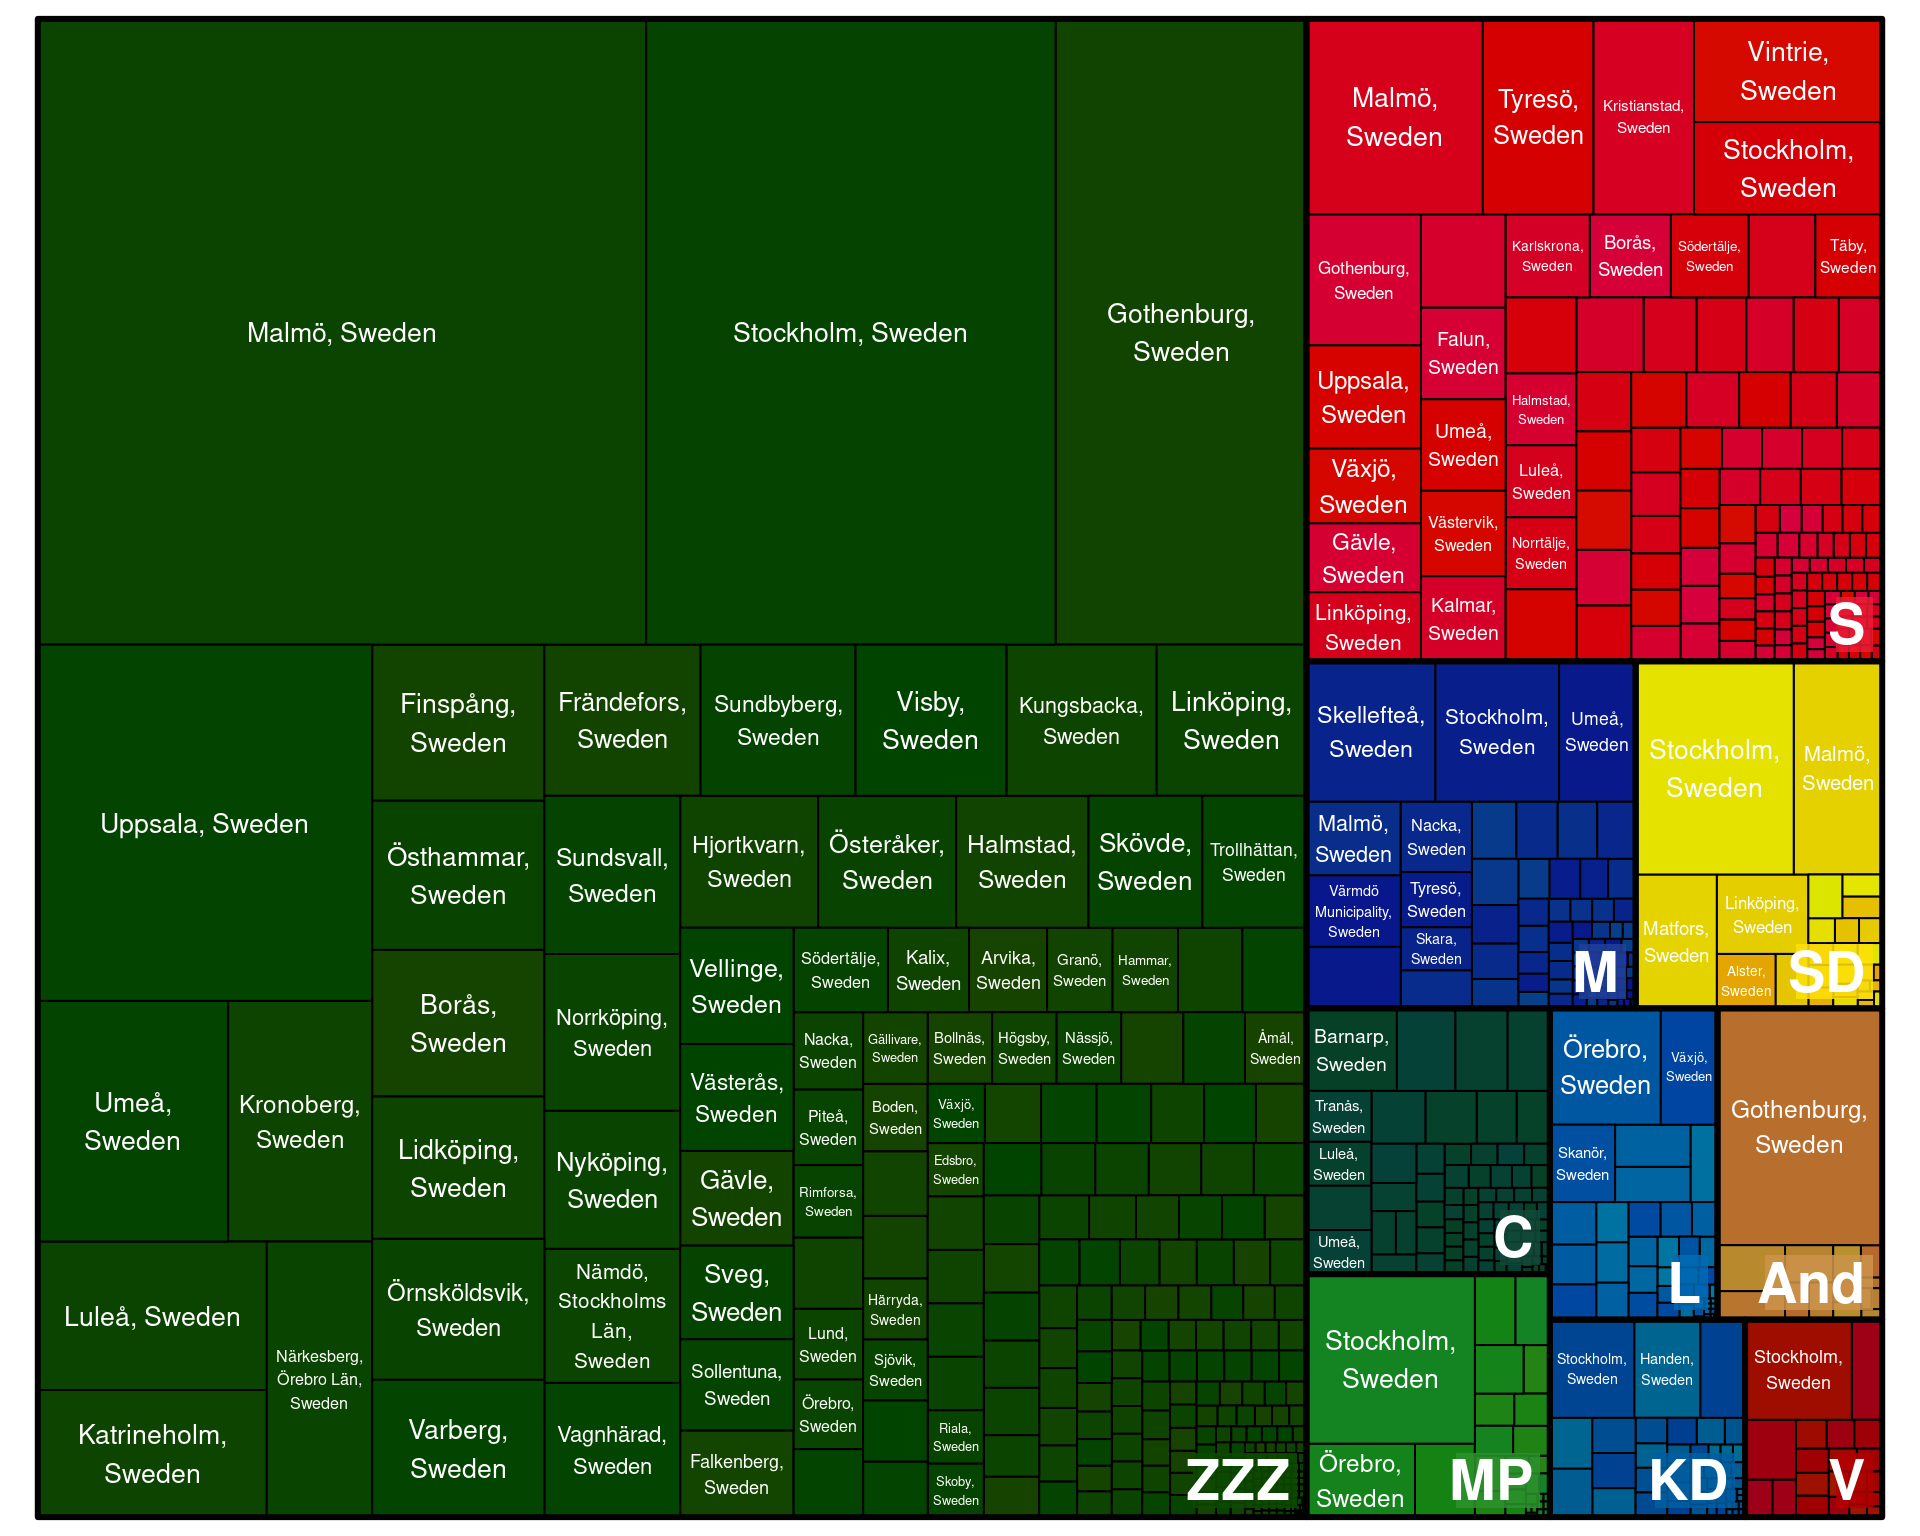 Malmö, Sweden
Stockholm, Sweden
Gothenburg,
Sweden
Uppsala, Sweden
Umeå,
Sweden
Kronoberg,
Sweden
Luleå, Sweden
Katrineholm,
Sweden
Närkesberg,
Örebro Län,
Sweden
Finspång,
Sweden
Östhammar,
Sweden
Borås,
Sweden
Lidköping,
Sweden
Örnsköldsvik,
Sweden
Varberg,
Sweden
Frändefors,
Sweden
Sundbyberg,
Sweden
Visby,
Sweden
Kungsbacka,
Sweden
Linköping,
Sweden
Sundsvall,
Sweden
Norrköping,
Sweden
Nyköping,
Sweden
Nämdö,
Stockholms
Län,
Sweden
Vagnhärad,
Sweden
Hjortkvarn,
Sweden
Österåker,
Sweden
Halmstad,
Sweden
Skövde,
Sweden
Trollhättan,
Sweden
Vellinge,
Sweden
Västerås,
Sweden
Gävle,
Sweden
Sveg,
Sweden
Sollentuna,
Sweden
Falkenberg,
Sweden
Södertälje,
Sweden
Kalix,
Sweden
Arvika,
Sweden
Granö,
Sweden
Hammar,
Sweden
Nacka,
Sweden
Piteå,
Sweden
Rimforsa,
Sweden
Lund,
Sweden
Örebro,
Sweden
Gällivare,
Sweden
Boden,
Sweden
Härryda,
Sweden
Sjövik,
Sweden
Bollnäs,
Sweden
Högsby,
Sweden
Nässjö,
Sweden
Åmål,
Sweden
Växjö,
Sweden
Edsbro,
Sweden
Riala,
Sweden
Skoby,
Sweden
ZZZ
Malmö,
Sweden
Tyresö,
Sweden
Kristianstad,
Sweden
Vintrie,
Sweden
Stockholm,
Sweden
Gothenburg,
Sweden
Uppsala,
Sweden
Växjö,
Sweden
Gävle,
Sweden
Linköping,
Sweden
Falun,
Sweden
Umeå,
Sweden
Västervik,
Sweden
Kalmar,
Sweden
Karlskrona,
Sweden
Borås,
Sweden
Södertälje,
Sweden
Täby,
Sweden
Halmstad,
Sweden
Luleå,
Sweden
Norrtälje,
Sweden
S
Skellefteå,
Sweden
Stockholm,
Sweden
Umeå,
Sweden
Malmö,
Sweden
Värmdö
Municipality,
Sweden
Nacka,
Sweden
Tyresö,
Sweden
Skara,
Sweden
M
Stockholm,
Sweden
Malmö,
Sweden
Matfors,
Sweden
Linköping,
Sweden
Alster,
Sweden
SD
Barnarp,
Sweden
Tranås,
Sweden
Luleå,
Sweden
Umeå,
Sweden
C
Örebro,
Sweden
Växjö,
Sweden
Skanör,
Sweden
L
Gothenburg,
Sweden
And
Stockholm,
Sweden
Örebro,
Sweden
MP
Stockholm,
Sweden
Handen,
Sweden
KD
Stockholm,
Sweden
V